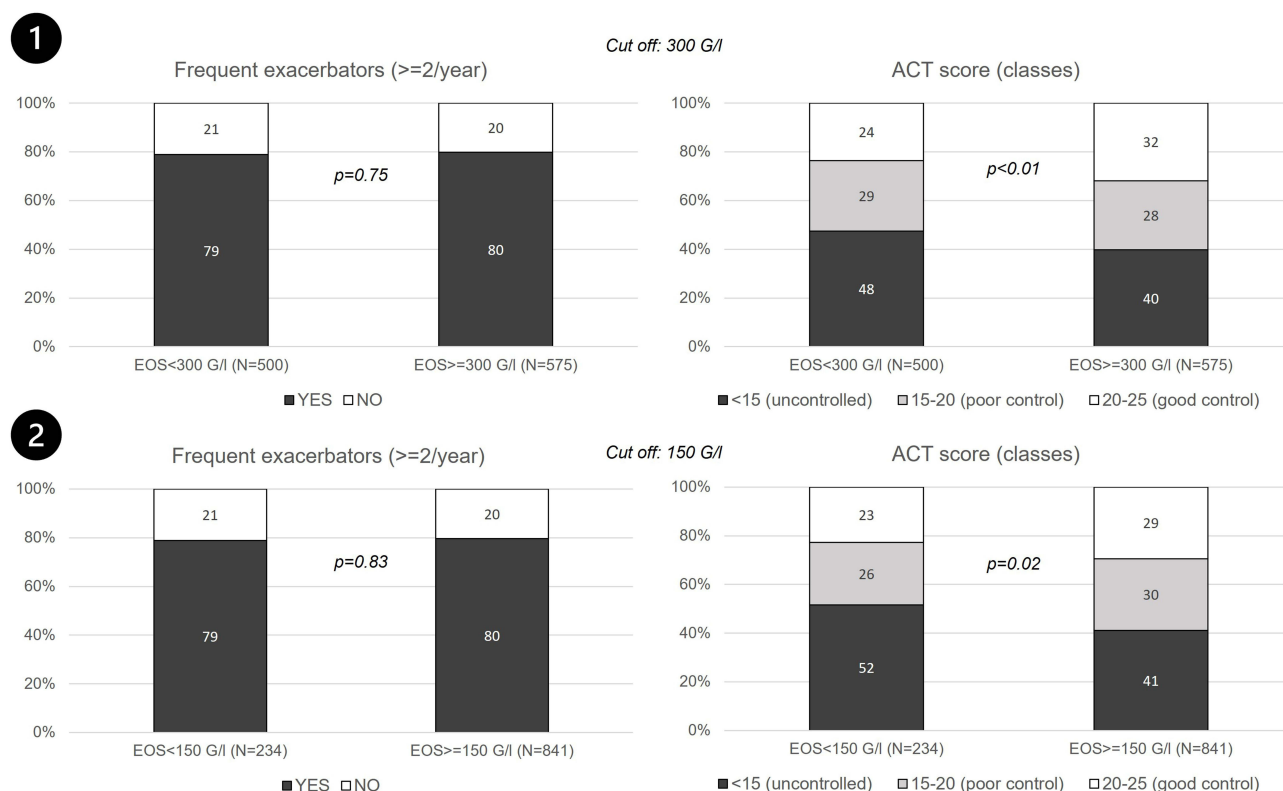 1
Cut off: 300 G/l
Frequent exacerbators (>=2/year)
100%
80%
60%
40%
20%
0%
21
79
20
80
p=0.75
EOS<300 G/l (N=500)
EOS>=300 G/l (N=575)
YES NO
ACT score (classes)
100%
80%
60%
40%
20%
0%
24
29
48
32
28
40
p<0.01
EOS<300 G/l (N=500)
EOS>=300 G/l (N=575)
<15 (uncontrolled) 15-20 (poor control) 20-25 (good control)
2
Cut off: 150 G/l
Frequent exacerbators (>=2/year)
100%
80%
60%
40%
20%
0%
21
79
20
80
p=0.83
EOS<150 G/l (N=234)
EOS>=150 G/l (N=841)
YES NO
ACT score (classes)
100%
80%
60%
40%
20%
0%
23
26
52
29
30
41
p=0.02
EOS<150 G/l (N=234)
EOS>=150 G/l (N=841)
<15 (uncontrolled) 15-20 (poor control) 20-25 (good control)